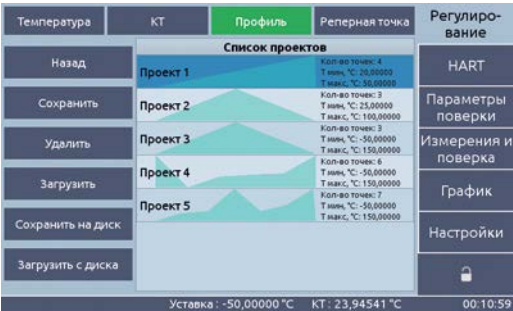 Температура
КТ
Профиль
Реперная точка
Регулиро-
вание
Список проектов
Назад
Сохранить
Удалить
Загрузить
Сохранить на диск
Загрузить с диска
Проект 1
Кол-во точек: 4
Т мин, °C: 20,00000
Т макс, °C: 50,00000
Проект 2
Кол-во точек: 3
Т мин, °C: 25,00000
Т макс, °C: 100,00000
Проект 3
Кол-во точек: 3
Т мин, °C: -50,00000
Т макс, °C: 150,00000
Проект 4
Кол-во точек: 6
Т мин, °C: -50,00000
Т макс, °C: 150,00000
Проект 5
Кол-во точек: 7
Т мин, °C: -50,00000
Т макс, °C: 150,00000
HART
Параметры
поверки
Измерения и
поверка
График
Настройки
Уставка : -50,00000 °C
КТ : 23,94541 °C
00:10:59